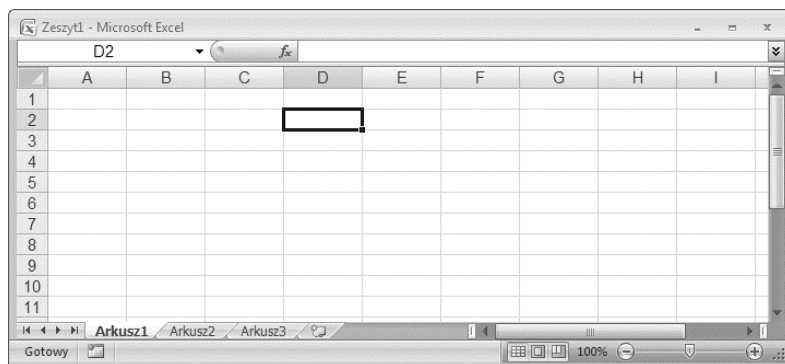 Zeszyt1 - Microsoft Excel
D2 fx
A B C D E F G H I
1
2
3
4
5
6
7
8
9
10
11
Arkusz1 Arkusz2 Arkusz3
Gotowy 100%